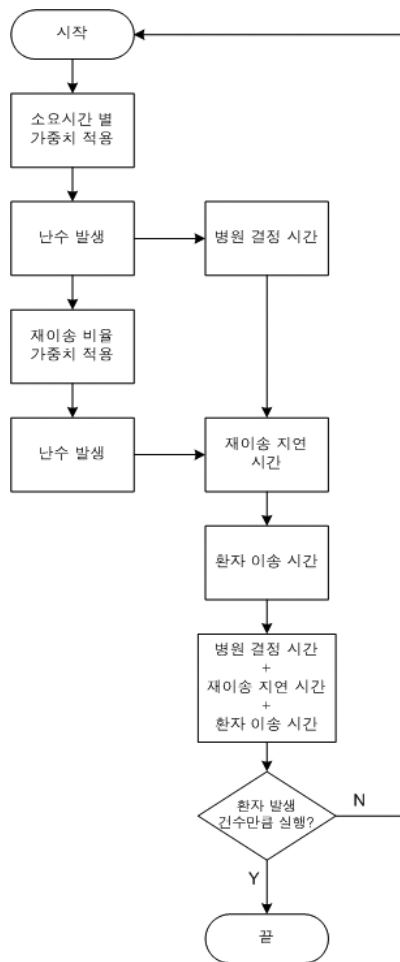 시작
소요시간 별
가중치 적용
난수 발생
병원 결정 시간
재이송 비율
가중치 적용
난수 발생
재이송 지연
시간
환자 이송 시간
병원 결정 시간
+
재이송 지연 시간
+
환자 이송 시간
환자 발생
건수만큼 실행?
N
Y
끝